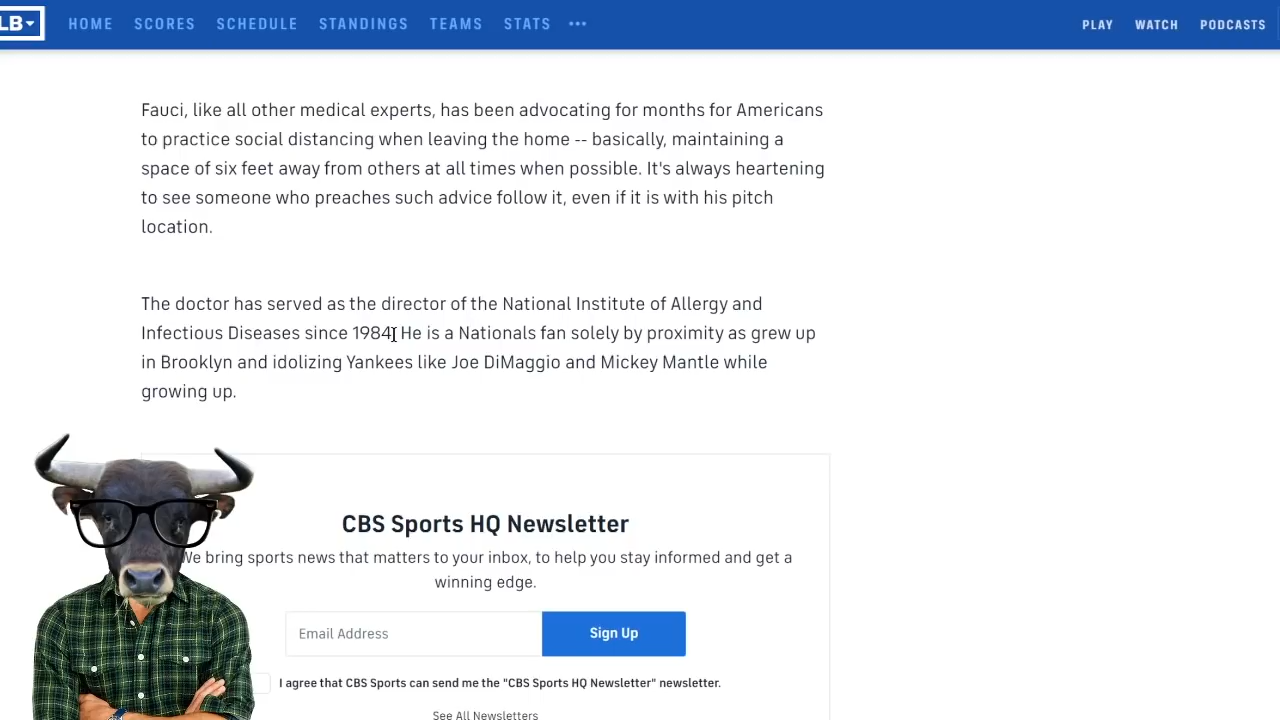 LB
HOME SCORES SCHEDULE STANDINGS TEAMS STATS ••• PLAY WATCH PODCASTS
Fauci, like all other medical experts, has been advocating for months for Americans
to practice social distancing when leaving the home -- basically, maintaining a
space of six feet away from others at all times when possible. It's always heartening
to see someone who preaches such advice follow it, even if it is with his pitch
location.
The doctor has served as the director of the National Institute of Allergy and
Infectious Diseases since 1984. He is a Nationals fan solely by proximity as grew up
in Brooklyn and idolizing Yankees like Joe DiMaggio and Mickey Mantle while
growing up.
CBS Sports HQ Newsletter
We bring sports news that matters to your inbox, to help you stay informed and get a
winning edge.
Email Address
Sign Up
I agree that CBS Sports can send me the "CBS Sports HQ Newsletter" newsletter.
See All Newsletters